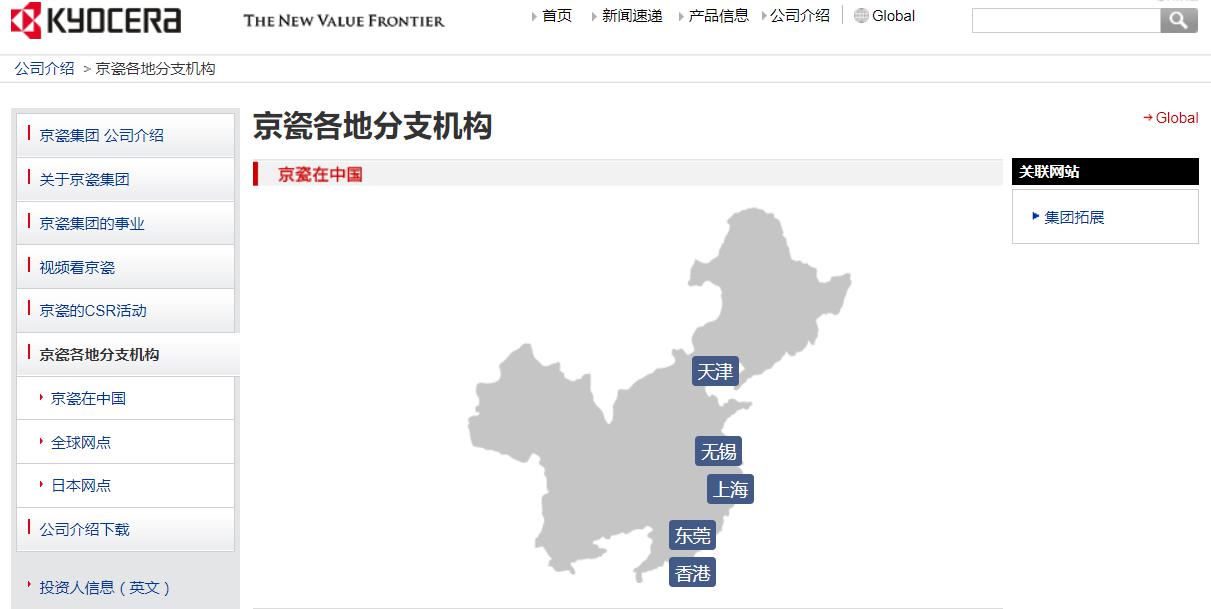 KYOCERA
THE NEW VALUE FRONTIER
首页
新闻速递
产品信息
公司介绍
Global
公司介绍 > 京瓷各地分支机构
京瓷集团 公司介绍
关于京瓷集团
京瓷集团的事业
视频看京瓷
京瓷的CSR活动
京瓷各地分支机构
京瓷在中国
全球网点
日本网点
公司介绍下载
投资人信息（英文）
京瓷各地分支机构
→Global
京瓷在中国
天津
无锡
上海
东莞
香港
关联网站
集团拓展